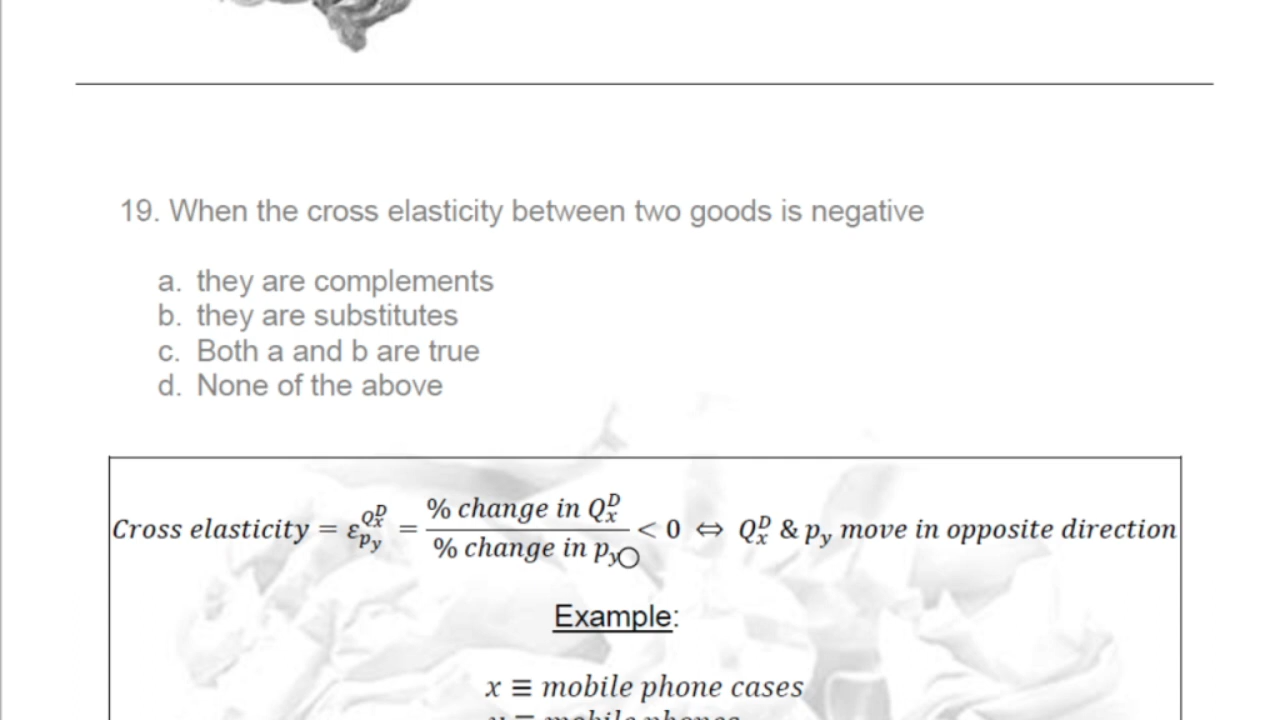 19. When the cross elasticity between two goods is negative
a. they are complements
b. they are substitutes
c. Both a and b are true
d. None of the above
Cross elasticity = ε_{p_y}^{Q_x^D} = \frac{% change in Q_x^D}{% change in p_y} < 0 ⇔ Q_x^D & p_y move in opposite direction
Example:
x ≡ mobile phone cases